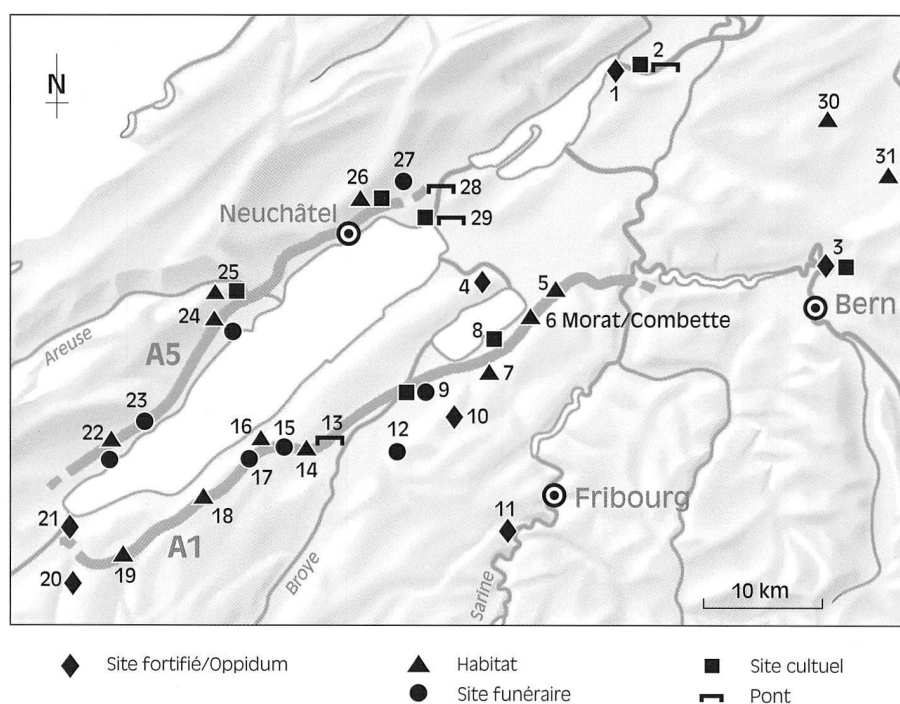 N
2
1
30
31
27
26
28
Neuchâtel
29
3
25
4
5
Bern
24
6 Morat/Combette
8
Areuse
A5
7
23
9
10
16
15
13
22
12
17
14
Fribourg
18
11
21
A1
19
20
Broye
Sarine
10 km
Site fortifié/Oppidum
Habitat
Site cultuel
Site funéraire
Pont